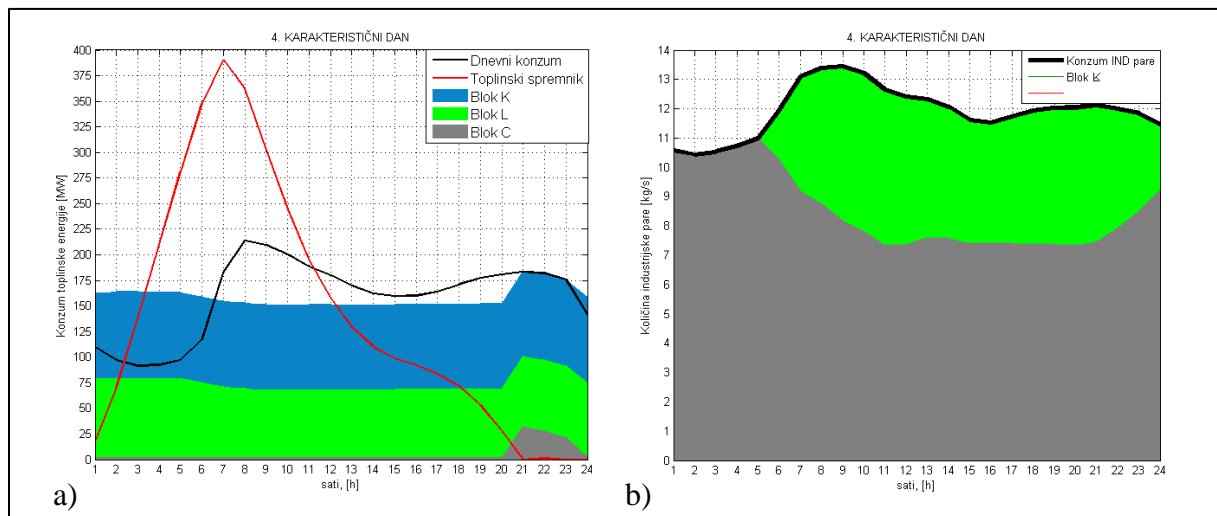 4. KARAKTERISTIČNI DAN
400
375
350
325
300
275
250
225
200
175
150
125
100
75
50
25
0
Konzum toplinske energije [MW]
Dnevni konzum
Toplinski spremnik
Blok K
Blok L
Blok C
1 2 3 4 5 6 7 8 9 10 11 12 13 14 15 16 17 18 19 20 21 22 23 24
sati, [h]
a)
4. KARAKTERISTIČNI DAN
14
13
12
11
10
9
8
7
6
5
4
3
2
1
0
Količina industrijske pare [kg/s]
Konzum IND pare
Blok
1 2 3 4 5 6 7 8 9 10 11 12 13 14 15 16 17 18 19 20 21 22 23 24
sati, [h]
b)